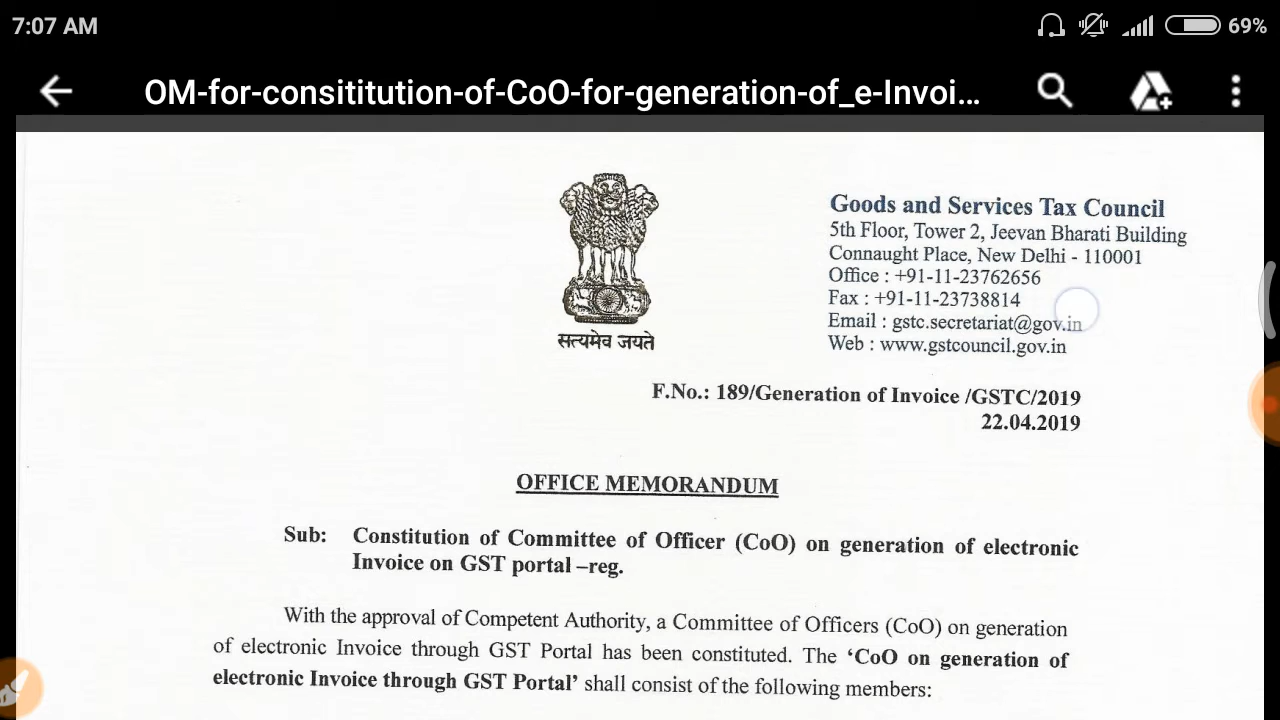 7:07 AM
69%
OM-for-consititution-of-CoO-for-generation-of_e-Invoi...
Goods and Services Tax Council
5th Floor, Tower 2, Jeevan Bharati Building
Connaught Place, New Delhi - 110001
Office : +91-11-23762656
Fax : +91-11-23738814
Email : gstc.secretariat@gov.in
Web : www.gstcouncil.gov.in
सत्यमेव जयते
F.No.: 189/Generation of Invoice /GSTC/2019
22.04.2019
OFFICE MEMORANDUM
Sub: Constitution of Committee of Officer (CoO) on generation of electronic
Invoice on GST portal –reg.
With the approval of Competent Authority, a Committee of Officers (CoO) on generation
of electronic Invoice through GST Portal has been constituted. The ‘CoO on generation of
electronic Invoice through GST Portal’ shall consist of the following members: